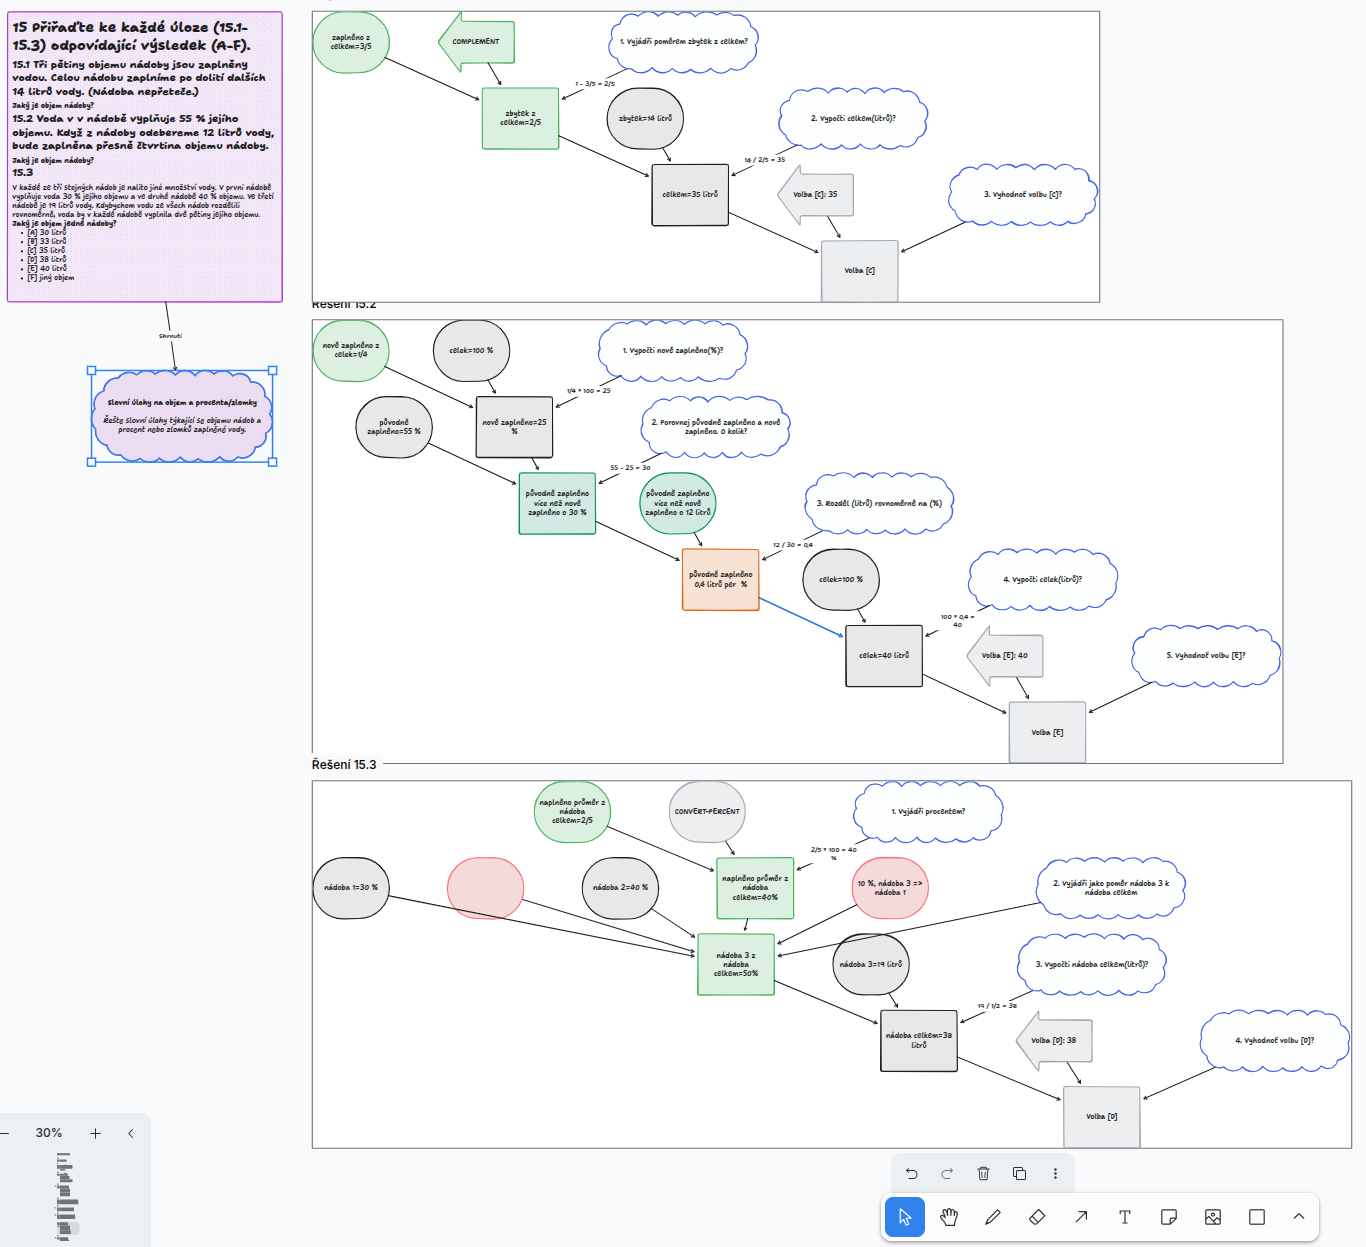 15 Přiřaďte ke každé úloze (15.1-
15.3) odpovídající výsledek (A-F).
15.1 Tři pětiny objemu nádoby jsou zaplněny
vodou. Celou nádobu zaplníme po dolití dalších
14 litrů vody. (Nádoba nepřeteče.)
Jaký je objem nádoby?
15.2 Voda v v nádobě vyplňuje 55 % jejího
objemu. Když z nádoby odebereme 12 litrů vody,
bude zaplněna přesně čtvrtina objemu nádoby.
Jaký je objem nádoby?
15.3
V každé ze tří stejných nádob je nalito jiné množství vody. V první nádobě
vyplňuje voda 30 % jejího objemu a ve druhé nádobě 40 % objemu. Ve třetí
nádobě je 19 litrů vody. Kdybychom vodu ze všech nádob rozdělili
rovnoměrně, voda by v každé nádobě vyplnila dvě pětiny jejího objemu.
Jaký je objem jedné nádoby?
• [A] 30 litrů
• [B] 33 litrů
• [C] 35 litrů
• [D] 38 litrů
• [E] 40 litrů
• [F] jiný objem
Shrnutí
Slovní úlohy na objem a procenta/zlomky
Řešte slovní úlohy týkající se objemu nádob a
procent nebo zlomků zaplněné vody.
zaplněno z
celkem=3/5
COMPLEMENT
1. Vyjádři poměrem zbytek z celkem?
1 - 3/5 = 2/5
zbytek z
celkem=2/5
zbytek=14 litrů
2. Vypočti celkem(litrů)?
14 / 2/5 = 35
celkem=35 litrů
Volba [C]: 35
3. Vyhodnoť volbu [C]?
Volba [C]
Řešení 15.2
nově zaplněno z
celek=1/4
celek=100 %
1. Vypočti nově zaplněno(%)?
1/4 * 100 = 25
původně
zaplněno=55 %
nově zaplněno=25
%
2. Porovnej původně zaplněno a nově
zaplněno. O kolik?
55 - 25 = 30
původně zaplněno
více než nově
zaplněno o 30 %
původně zaplněno
více než nově
zaplněno o 12 litrů
3. Rozděl (litrů) rovnoměrně na (%)
12 / 30 = 0,4
původně zaplněno
0,4 litrů per %
celek=100 %
4. Vypočti celek(litrů)?
100 * 0,4 =
40
celek=40 litrů
Volba [E]: 40
5. Vyhodnoť volbu [E]?
Volba [E]
Řešení 15.3
naplněno průměr z
nádoba
celkem=2/5
CONVERT-PERCENT
1. Vyjádři procentem?
2/5 * 100 = 40
%
nádoba 1=30 %
nádoba 2=40 %
naplněno průměr z
nádoba
celkem=40%
10 %, nádoba 3 =>
nádoba 1
2. Vyjádři jako poměr nádoba 3 k
nádoba celkem
nádoba 3 z
nádoba
celkem=50%
nádoba 3=19 litrů
3. Vypočti nádoba celkem(litrů)?
19 / 1/2 = 38
nádoba celkem=38
litrů
Volba [D]: 38
4. Vyhodnoť volbu [D]?
Volba [D]
30%